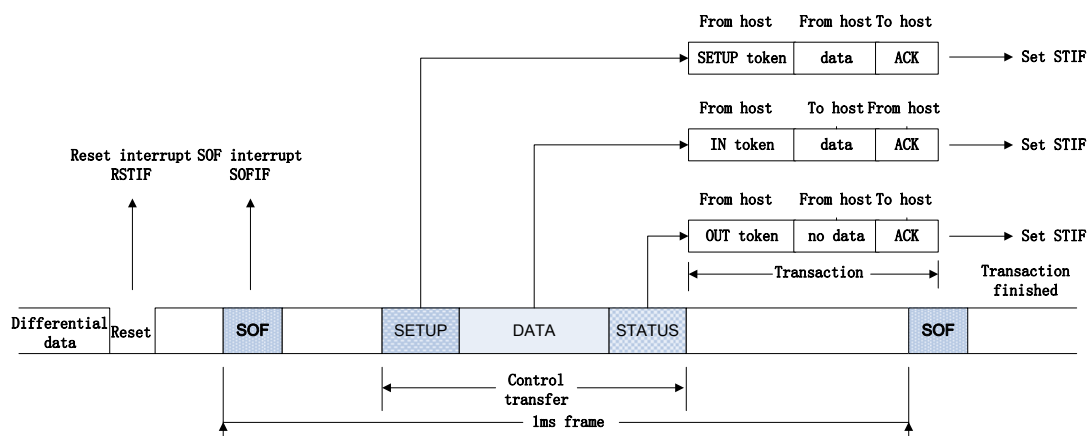 From host From host To host
SETUP token data ACK Set STIF
From host To host From host
IN token data ACK Set STIF
Reset interrupt SOF interrupt
RSTIF SOFIF
From host From host To host
OUT token no data ACK Set STIF
Transaction Transaction
finished
Differential
data
Reset SOF SETUP DATA STATUS SOF
Control
transfer
1ms frame